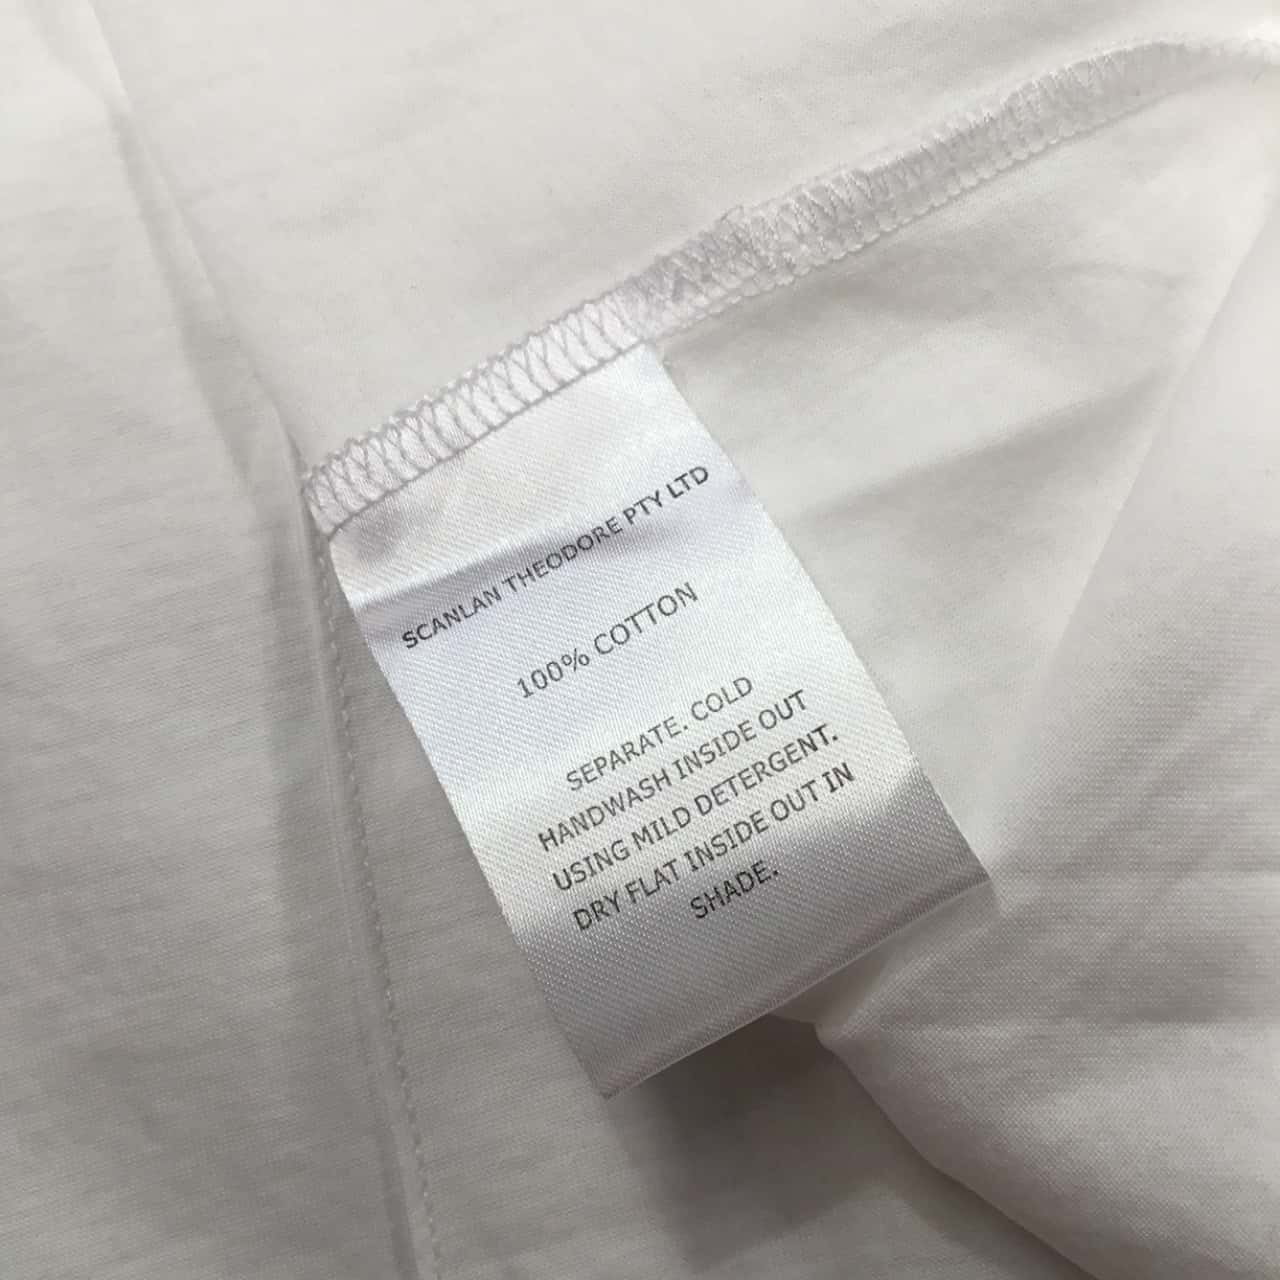 SCANLAN THEODORE PTY LTD
100% COTTON
SEPARATE. COLD
HANDWASH INSIDE OUT
USING MILD DETERGENT.
DRY FLAT INSIDE OUT IN
SHADE.